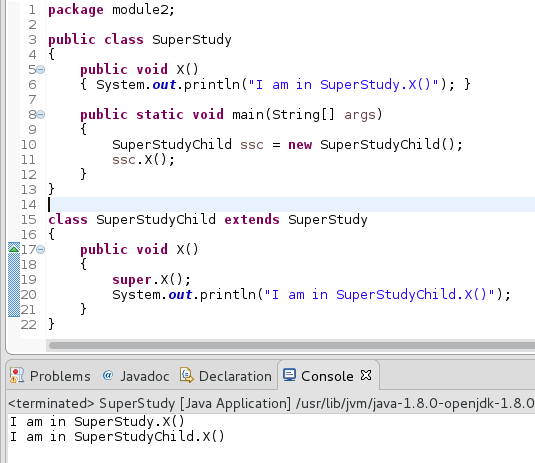 1 package module2;
2
3 public class SuperStudy
4 {
5 public void X()
6 { System.out.println("I am in SuperStudy.X()"); }
7
8 public static void main(String[] args)
9 {
10 SuperStudyChild ssc = new SuperStudyChild();
11 ssc.X();
12 }
13 }
14
15 class SuperStudyChild extends SuperStudy
16 {
17 public void X()
18 {
19 super.X();
20 System.out.println("I am in SuperStudyChild.X()");
21 }
22 }
Problems @ Javadoc Declaration Console
<terminated> SuperStudy [Java Application] /usr/lib/jvm/java-1.8.0-openjdk-1.8.0
I am in SuperStudy.X()
I am in SuperStudyChild.X()